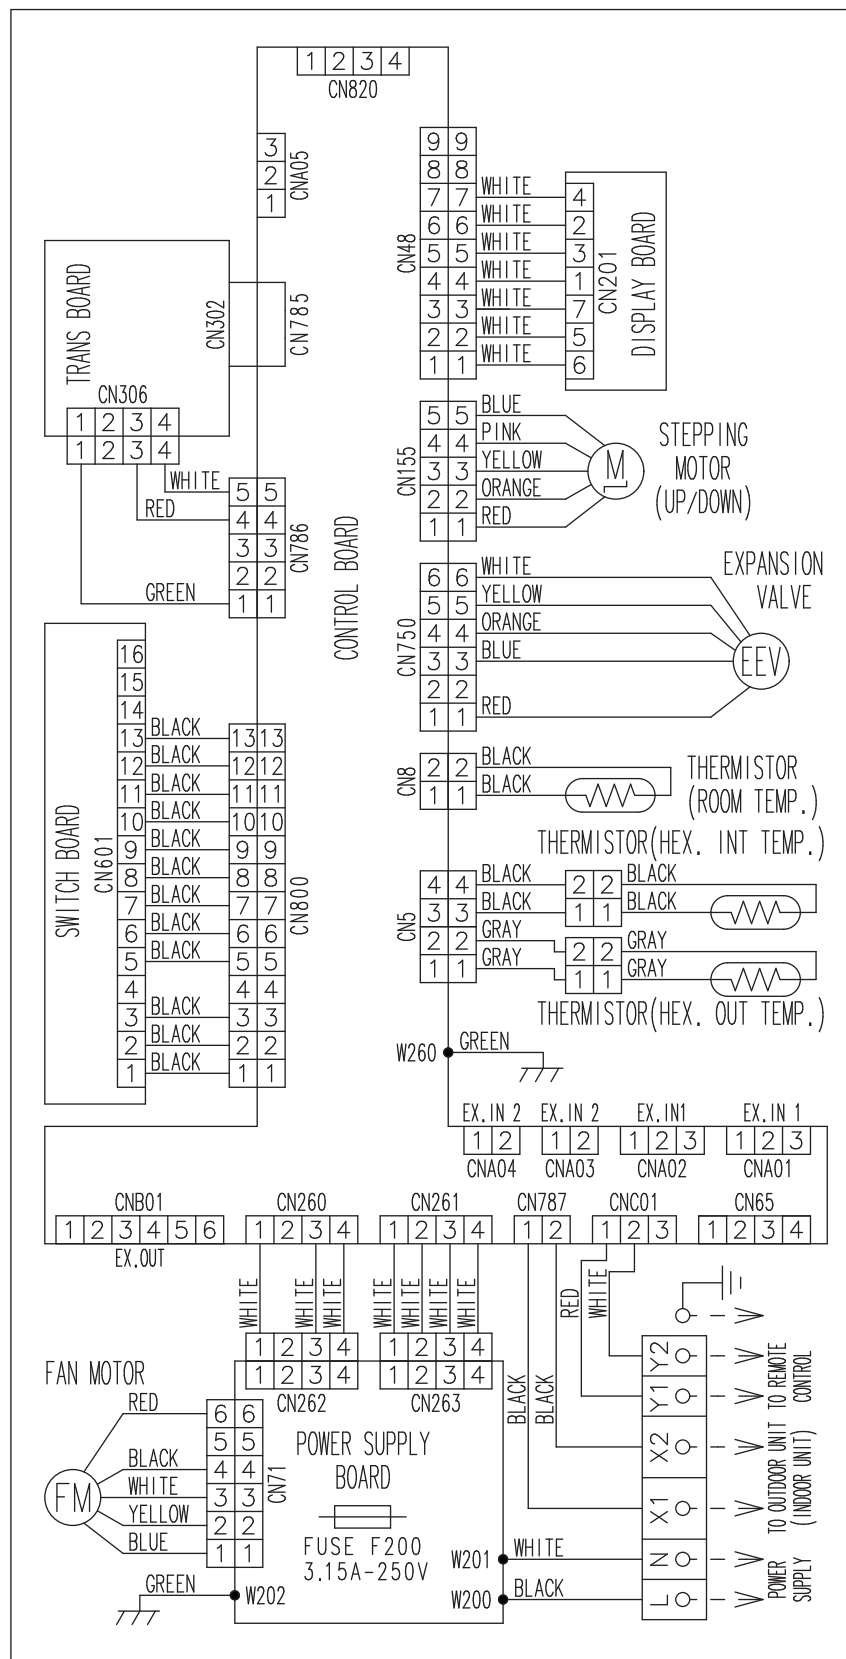 1 2 3 4
CN820
3
2
1
CNA05
TRANS BOARD
CN302
CN785
CN306
1 2 3 4
1 2 3 4
WHITE
RED
GREEN
5 5
4 4
3 3
2 2
1 1
CN786
CONTROL BOARD
CN48
9 9
8 8
7 7 WHITE 4
6 6 WHITE 2
5 5 WHITE 3
4 4 WHITE 1
3 3 WHITE 7
2 2 WHITE 5
1 1 WHITE 6
CN201
DISPLAY BOARD
CN155
5 5 BLUE
4 4 PINK
3 3 YELLOW
2 2 ORANGE
1 1 RED
M
STEPPING
MOTOR
(UP/DOWN)
CN750
6 6 WHITE
5 5 YELLOW
4 4 ORANGE
3 3 BLUE
2 2
1 1 RED
EXPANSION
VALVE
EEV
CN8
2 2 BLACK
1 1 BLACK
THERMISTOR
(ROOM TEMP.)
THERMISTOR(HEX. INT TEMP.)
CN5
4 4 BLACK 2 2 BLACK
3 3 BLACK 1 1 BLACK
2 2 GRAY 2 2 GRAY
1 1 GRAY 1 1 GRAY
THERMISTOR(HEX. OUT TEMP.)
W260 GREEN
SWITCH BOARD
CN601
16
15
14
13 BLACK 13 13
12 BLACK 12 12
11 BLACK 11 11
10 BLACK 10 10
9 BLACK 9 9
8 BLACK 8 8
7 BLACK 7 7
6 BLACK 6 6
5 BLACK 5 5
4 4 4
3 BLACK 3 3
2 BLACK 2 2
1 BLACK 1 1
CN800
EX.IN 2 EX.IN 2 EX.IN1 EX.IN 1
1 2 1 2 1 2 3 1 2 3
CNA04 CNA03 CNA02 CNA01
CNB01 CN260 CN261 CN787 CNC01 CN65
1 2 3 4 5 6 1 2 3 4 1 2 3 4 1 2 1 2 3 1 2 3 4
EX.OUT
WHITE WHITE WHITE WHITE WHITE WHITE WHITE
RED
WHITE
BLACK
BLACK
1 2 3 4 1 2 3 4
1 2 3 4 1 2 3 4
CN262 CN263
FAN MOTOR
FM
RED 6 6
5 5
BLACK 4 4
WHITE 3 3
YELLOW 2 2
BLUE 1 1
CN71
GREEN W202
POWER SUPPLY
BOARD
FUSE F200
3.15A-250V
W201 WHITE
W200 BLACK
Y2
Y1
X2
X1
N
L
TO REMOTE
CONTROL
TO OUTDOOR UNIT
(INDOOR UNIT)
POWER
SUPPLY